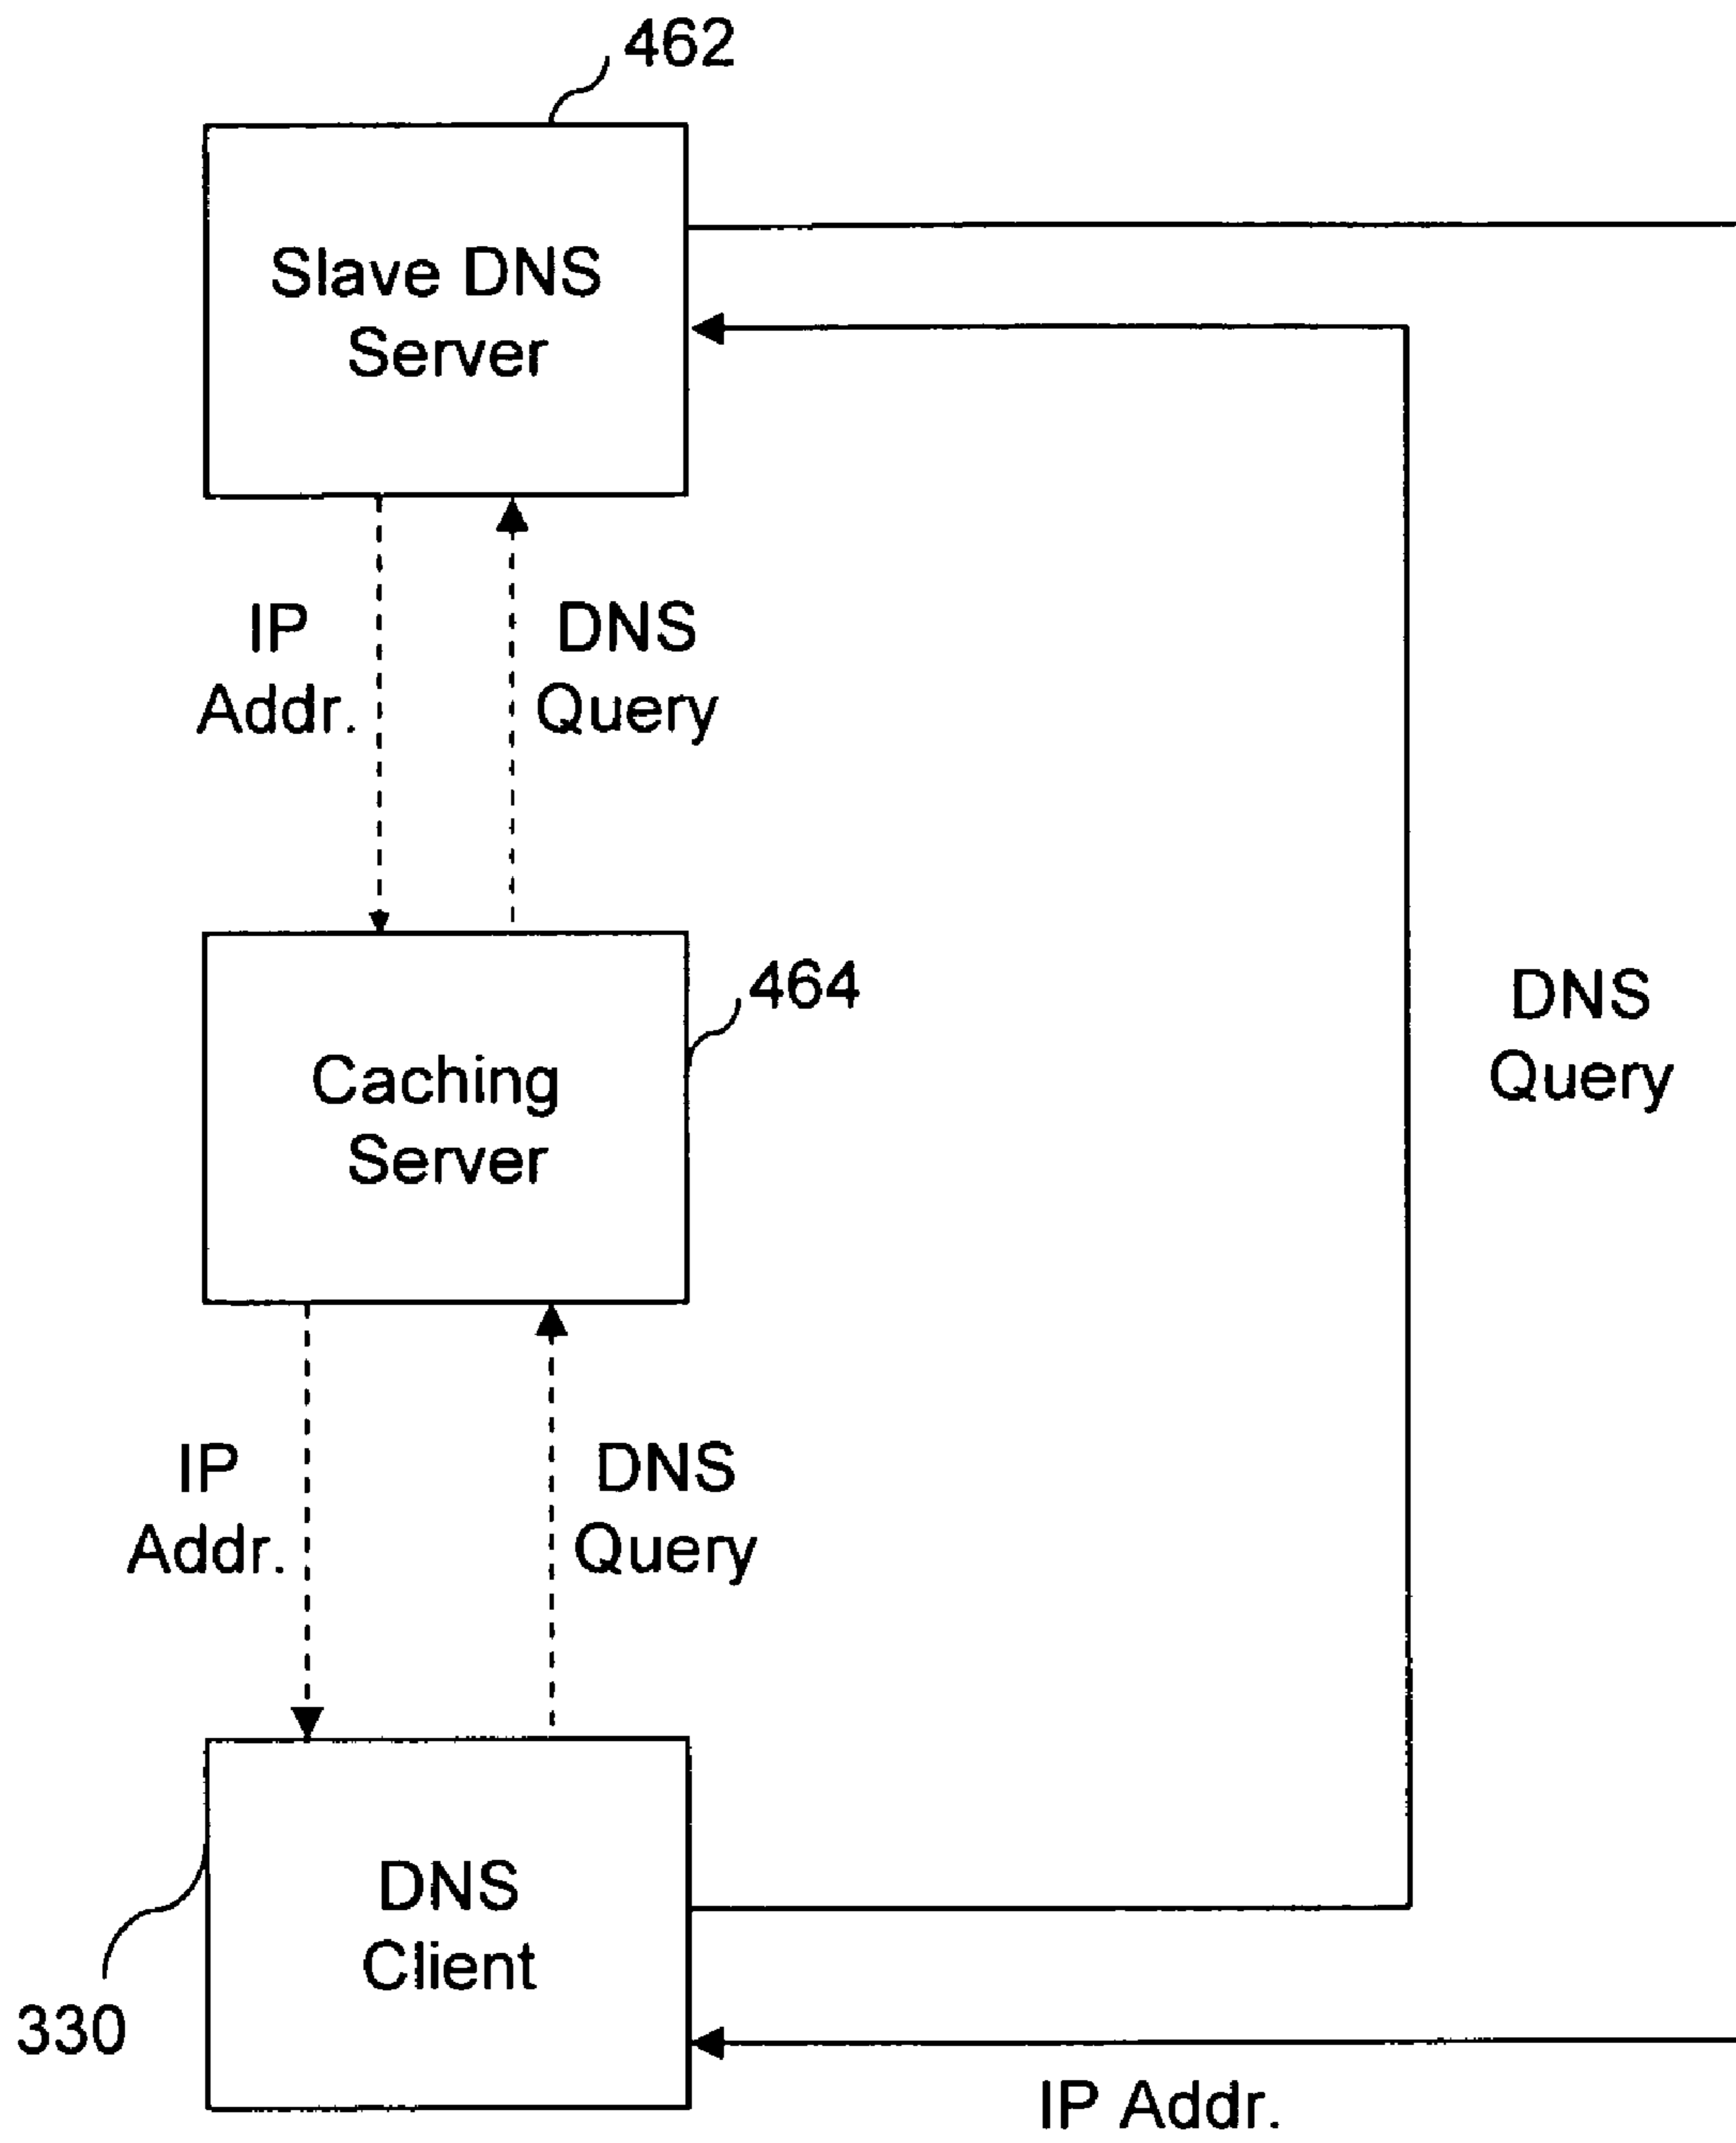 462
Slave DNS
Server
IP
Addr.
DNS
Query
464
Caching
Server
DNS
Query
IP
Addr.
DNS
Query
DNS
Client
330
IP Addr.